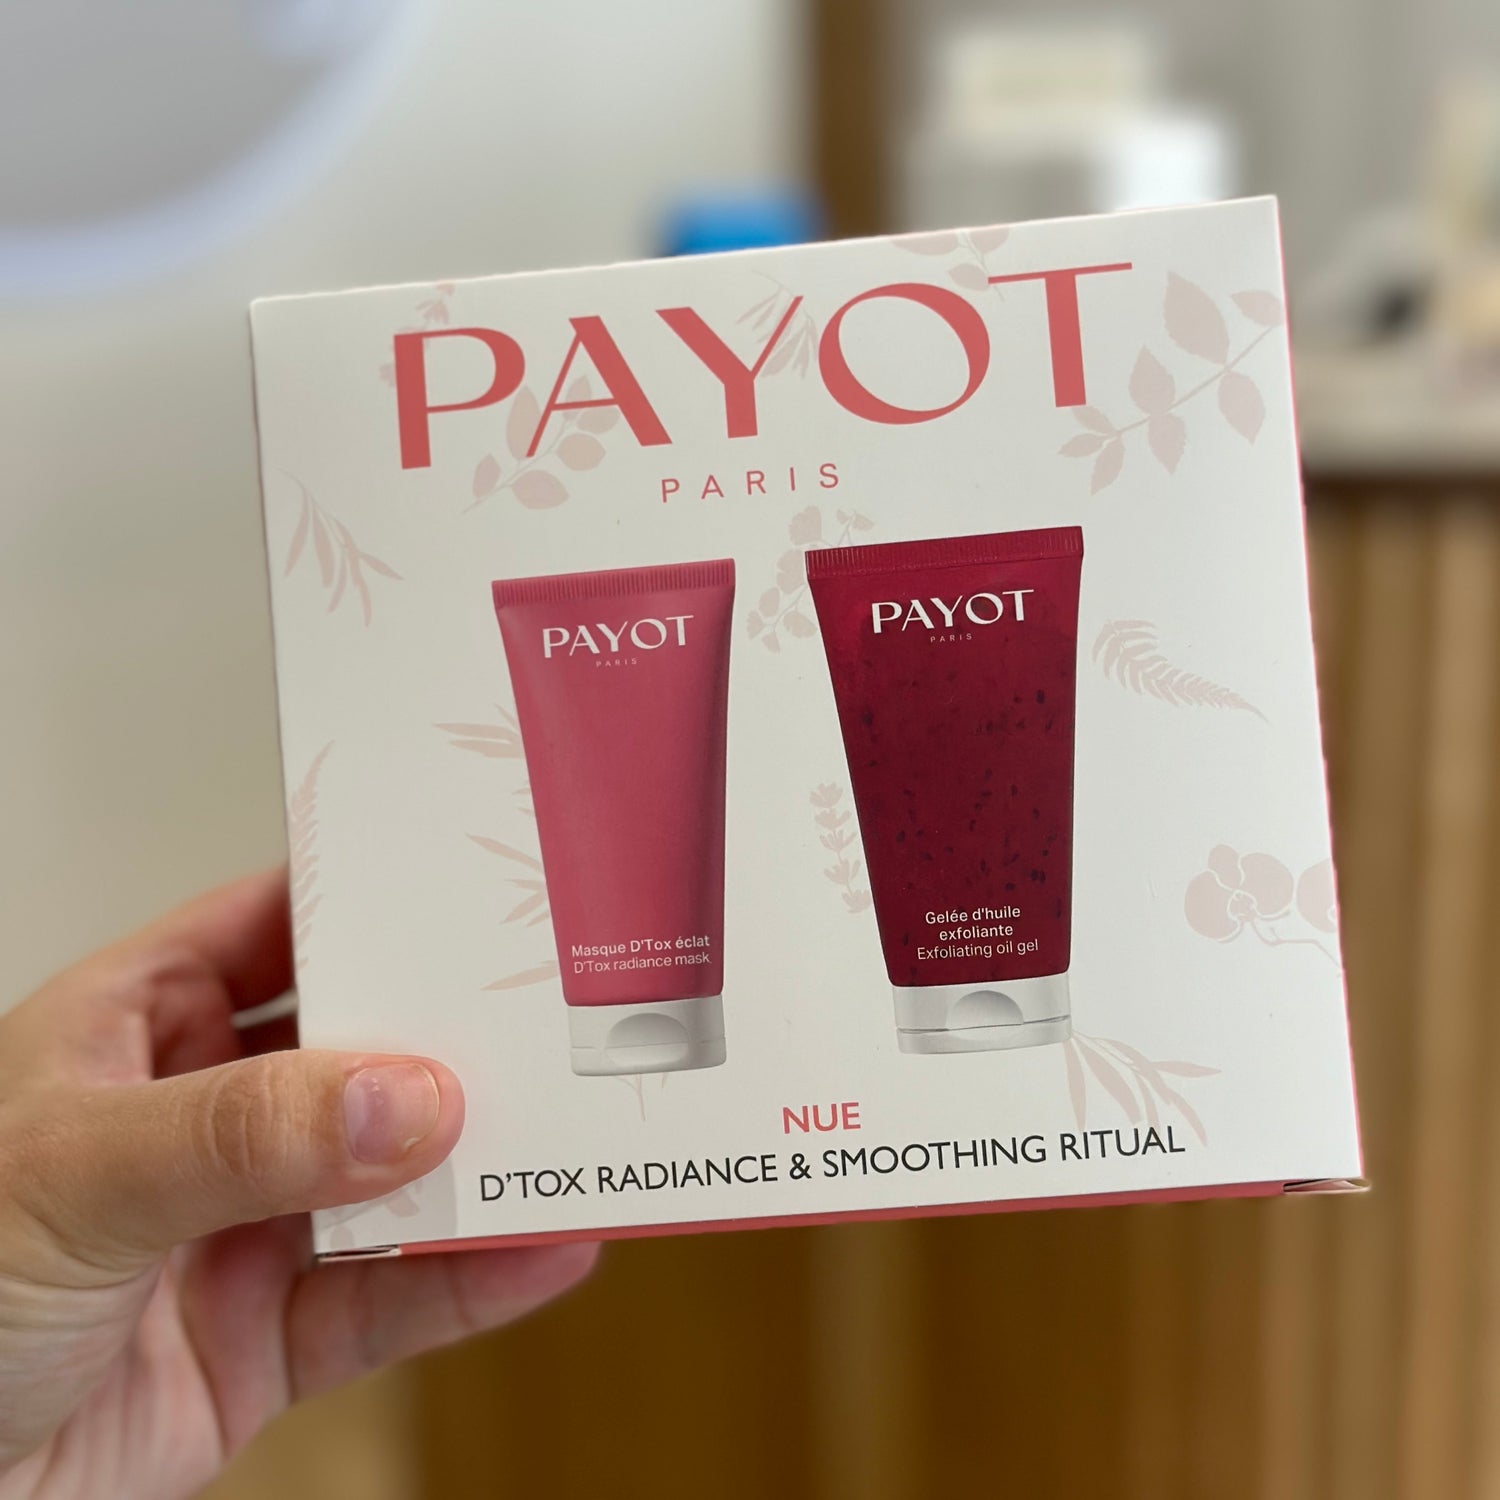 PAYOT
PARIS
PAYOT
PARIS
Masque D'Tox éclat
D'Tox radiance mask
PAYOT
PARIS
Gelée d'huile
exfoliante
Exfoliating oil gel
NUE
D'TOX RADIANCE & SMOOTHING RITUAL